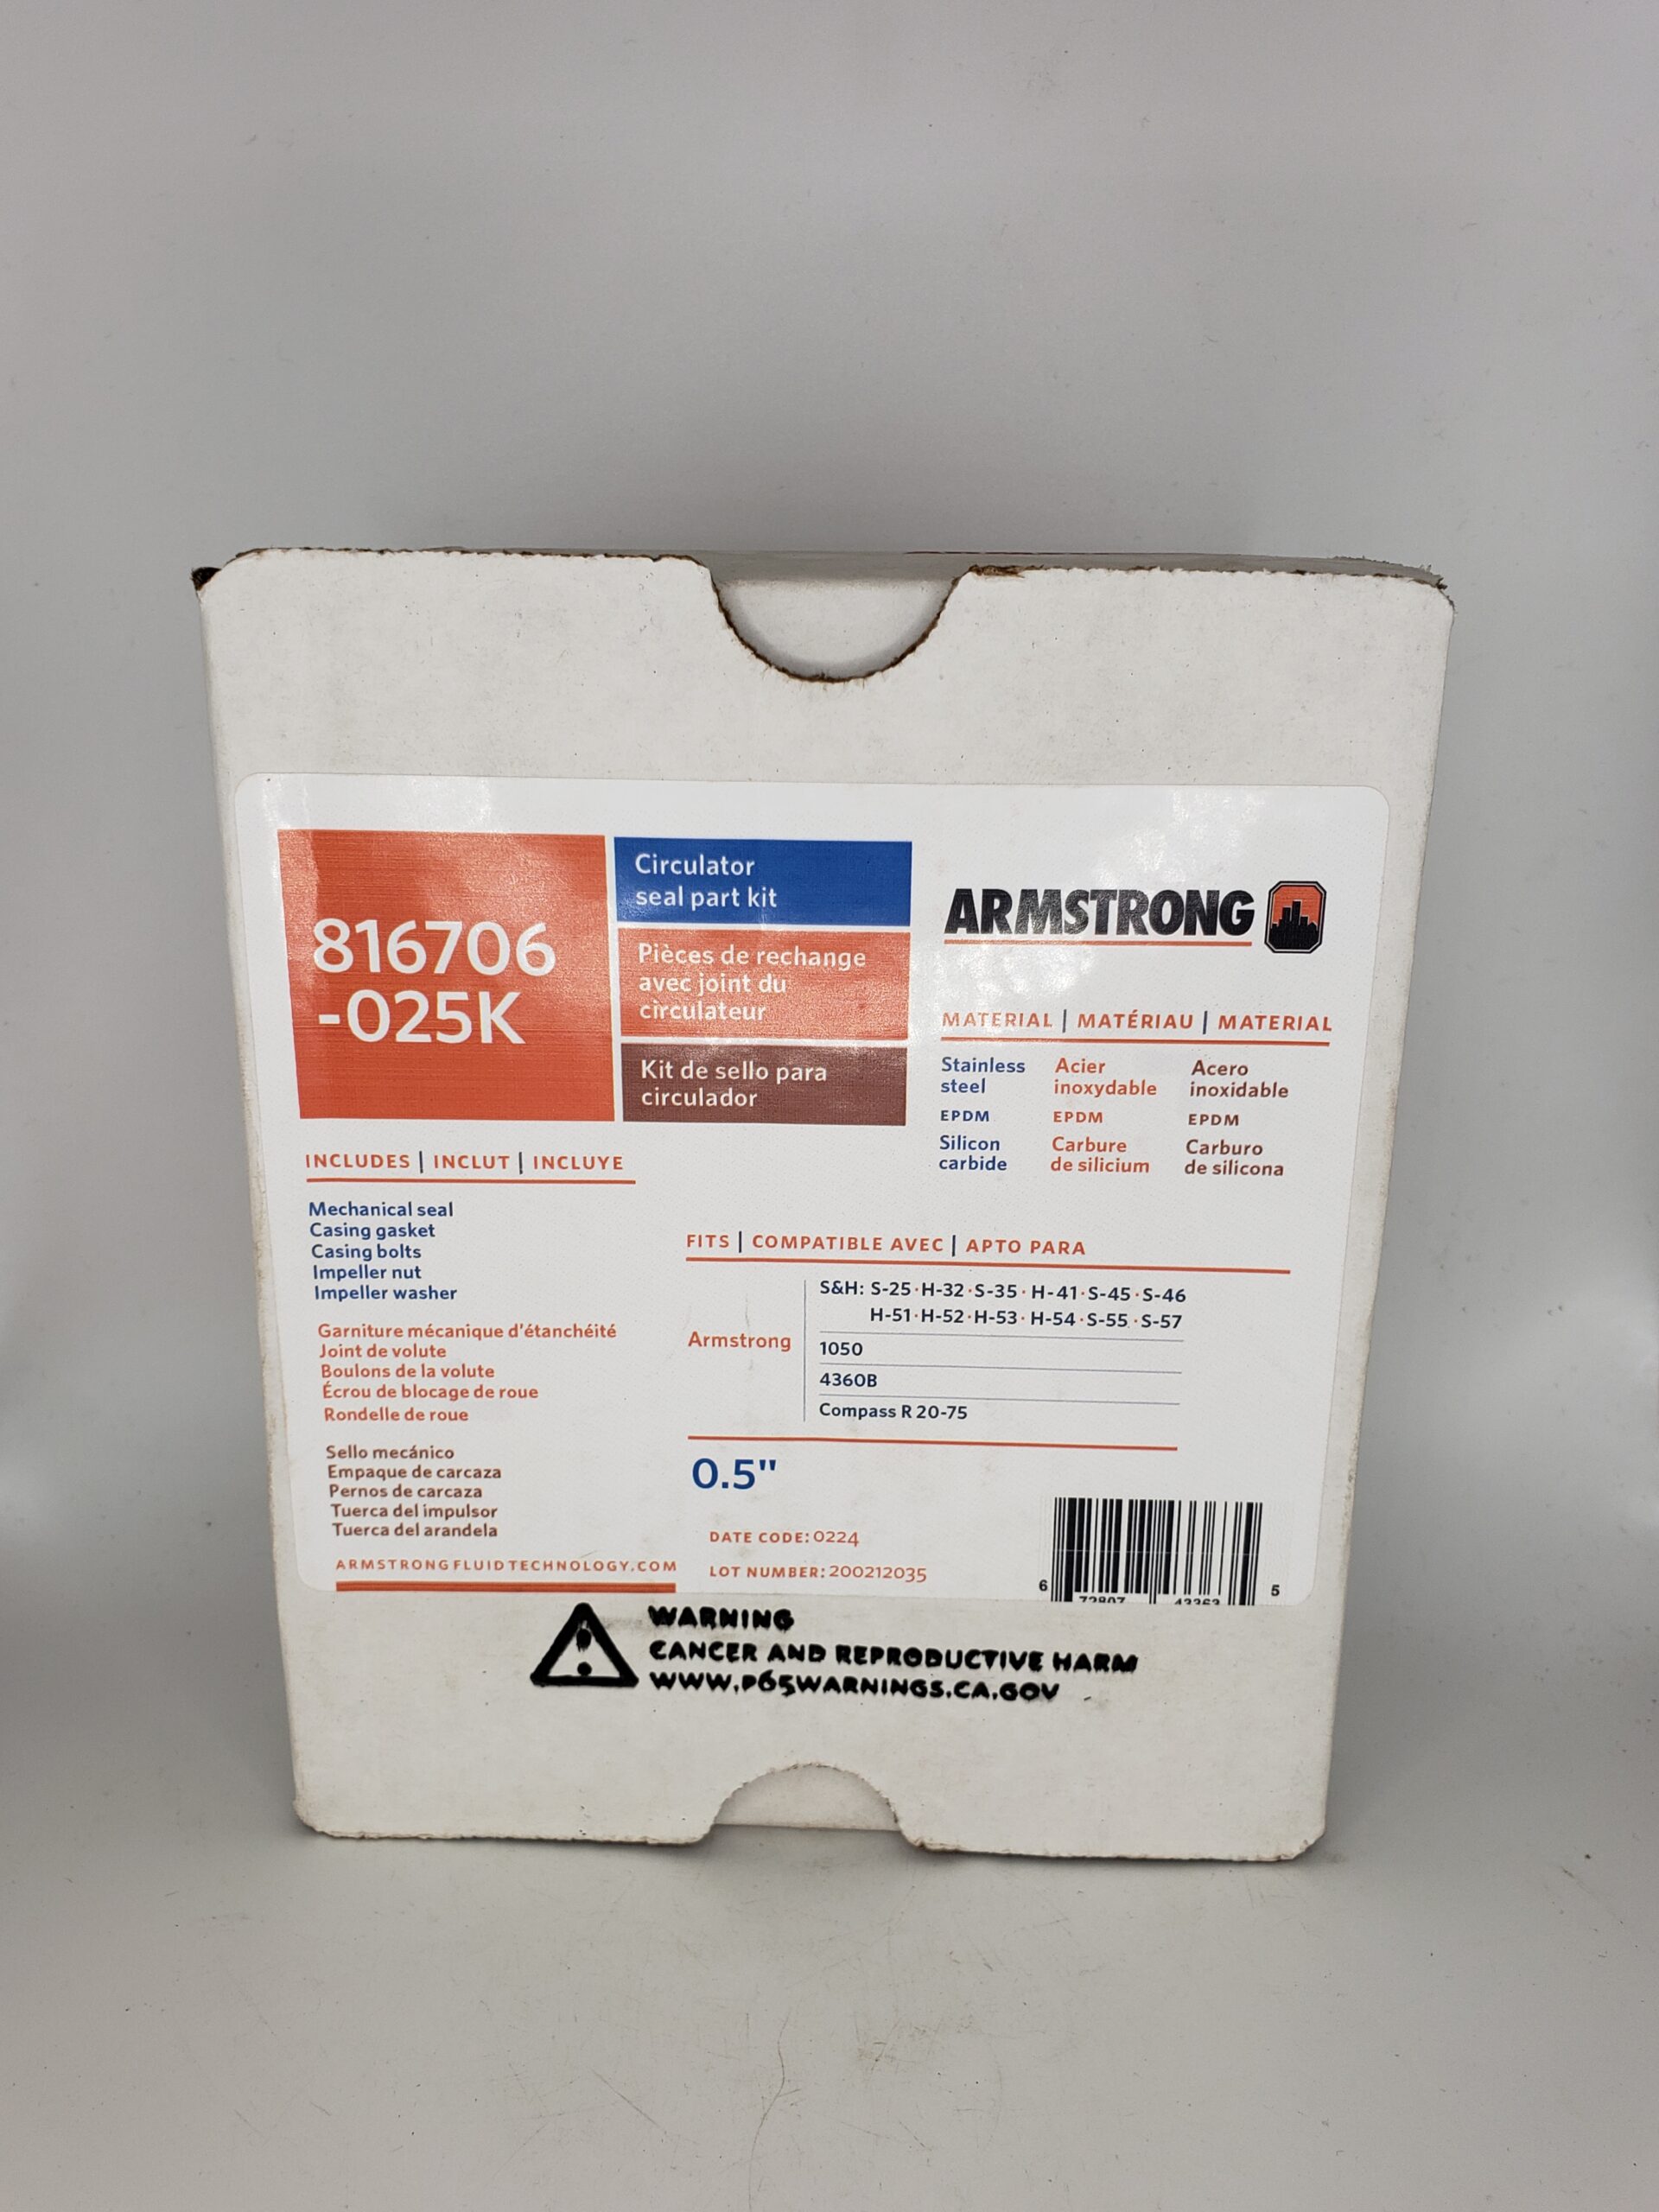 816706
-025K
Circulator
seal part kit
Pièces de rechange
avec joint du
circulateur
Kit de sello para
circulador
ARMSTRONG
MATERIAL | MATÉRIAU | MATERIAL
Stainless
steel
EPDM
Silicon
carbide
Acier
inoxydable
EPDM
Carbure
de silicium
Acero
inoxidable
EPDM
Carburo
de silicona
INCLUDES | INCLUT | INCLUYE
Mechanical seal
Casing gasket
Casing bolts
Impeller nut
Impeller washer
Garniture mécanique d'étanchéité
Joint de volute
Boulons de la volute
Écrou de blocage de roue
Rondelle de roue
Sello mecánico
Empaque de carcaza
Pernos de carcaza
Tuerca del impulsor
Tuerca del arandela
ARMSTRONGFLUIDTECHNOLOGY.COM
FITS | COMPATIBLE AVEC | APTO PARA
Armstrong
S&H: S-25·H-32·S-35·H-41·S-45·S-46
H-51·H-52·H-53·H-54·S-55·S-57
1050
4360B
Compass R 20-75
0.5"
DATE CODE: 0224
LOT NUMBER: 200212035
6 72807 43363 5
WARNING
CANCER AND REPRODUCTIVE HARM
WWW.P65WARNINGS.CA.GOV